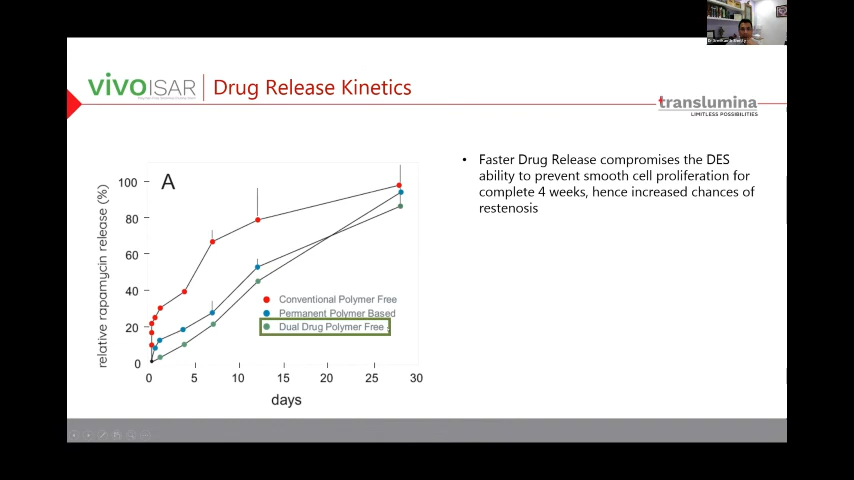 vivo ISAR
Drug Release Kinetics
translumina
LIMITLESS POSSIBILITIES
• Faster Drug Release compromises the DES
ability to prevent smooth cell proliferation for
complete 4 weeks, hence increased chances of
restenosis
A
relative rapamycin release (%)
100
80
60
40
20
0
Conventional Polymer Free
Permanent Polymer Based
Dual Drug Polymer Free
0 5 10 15 20 25 30
days